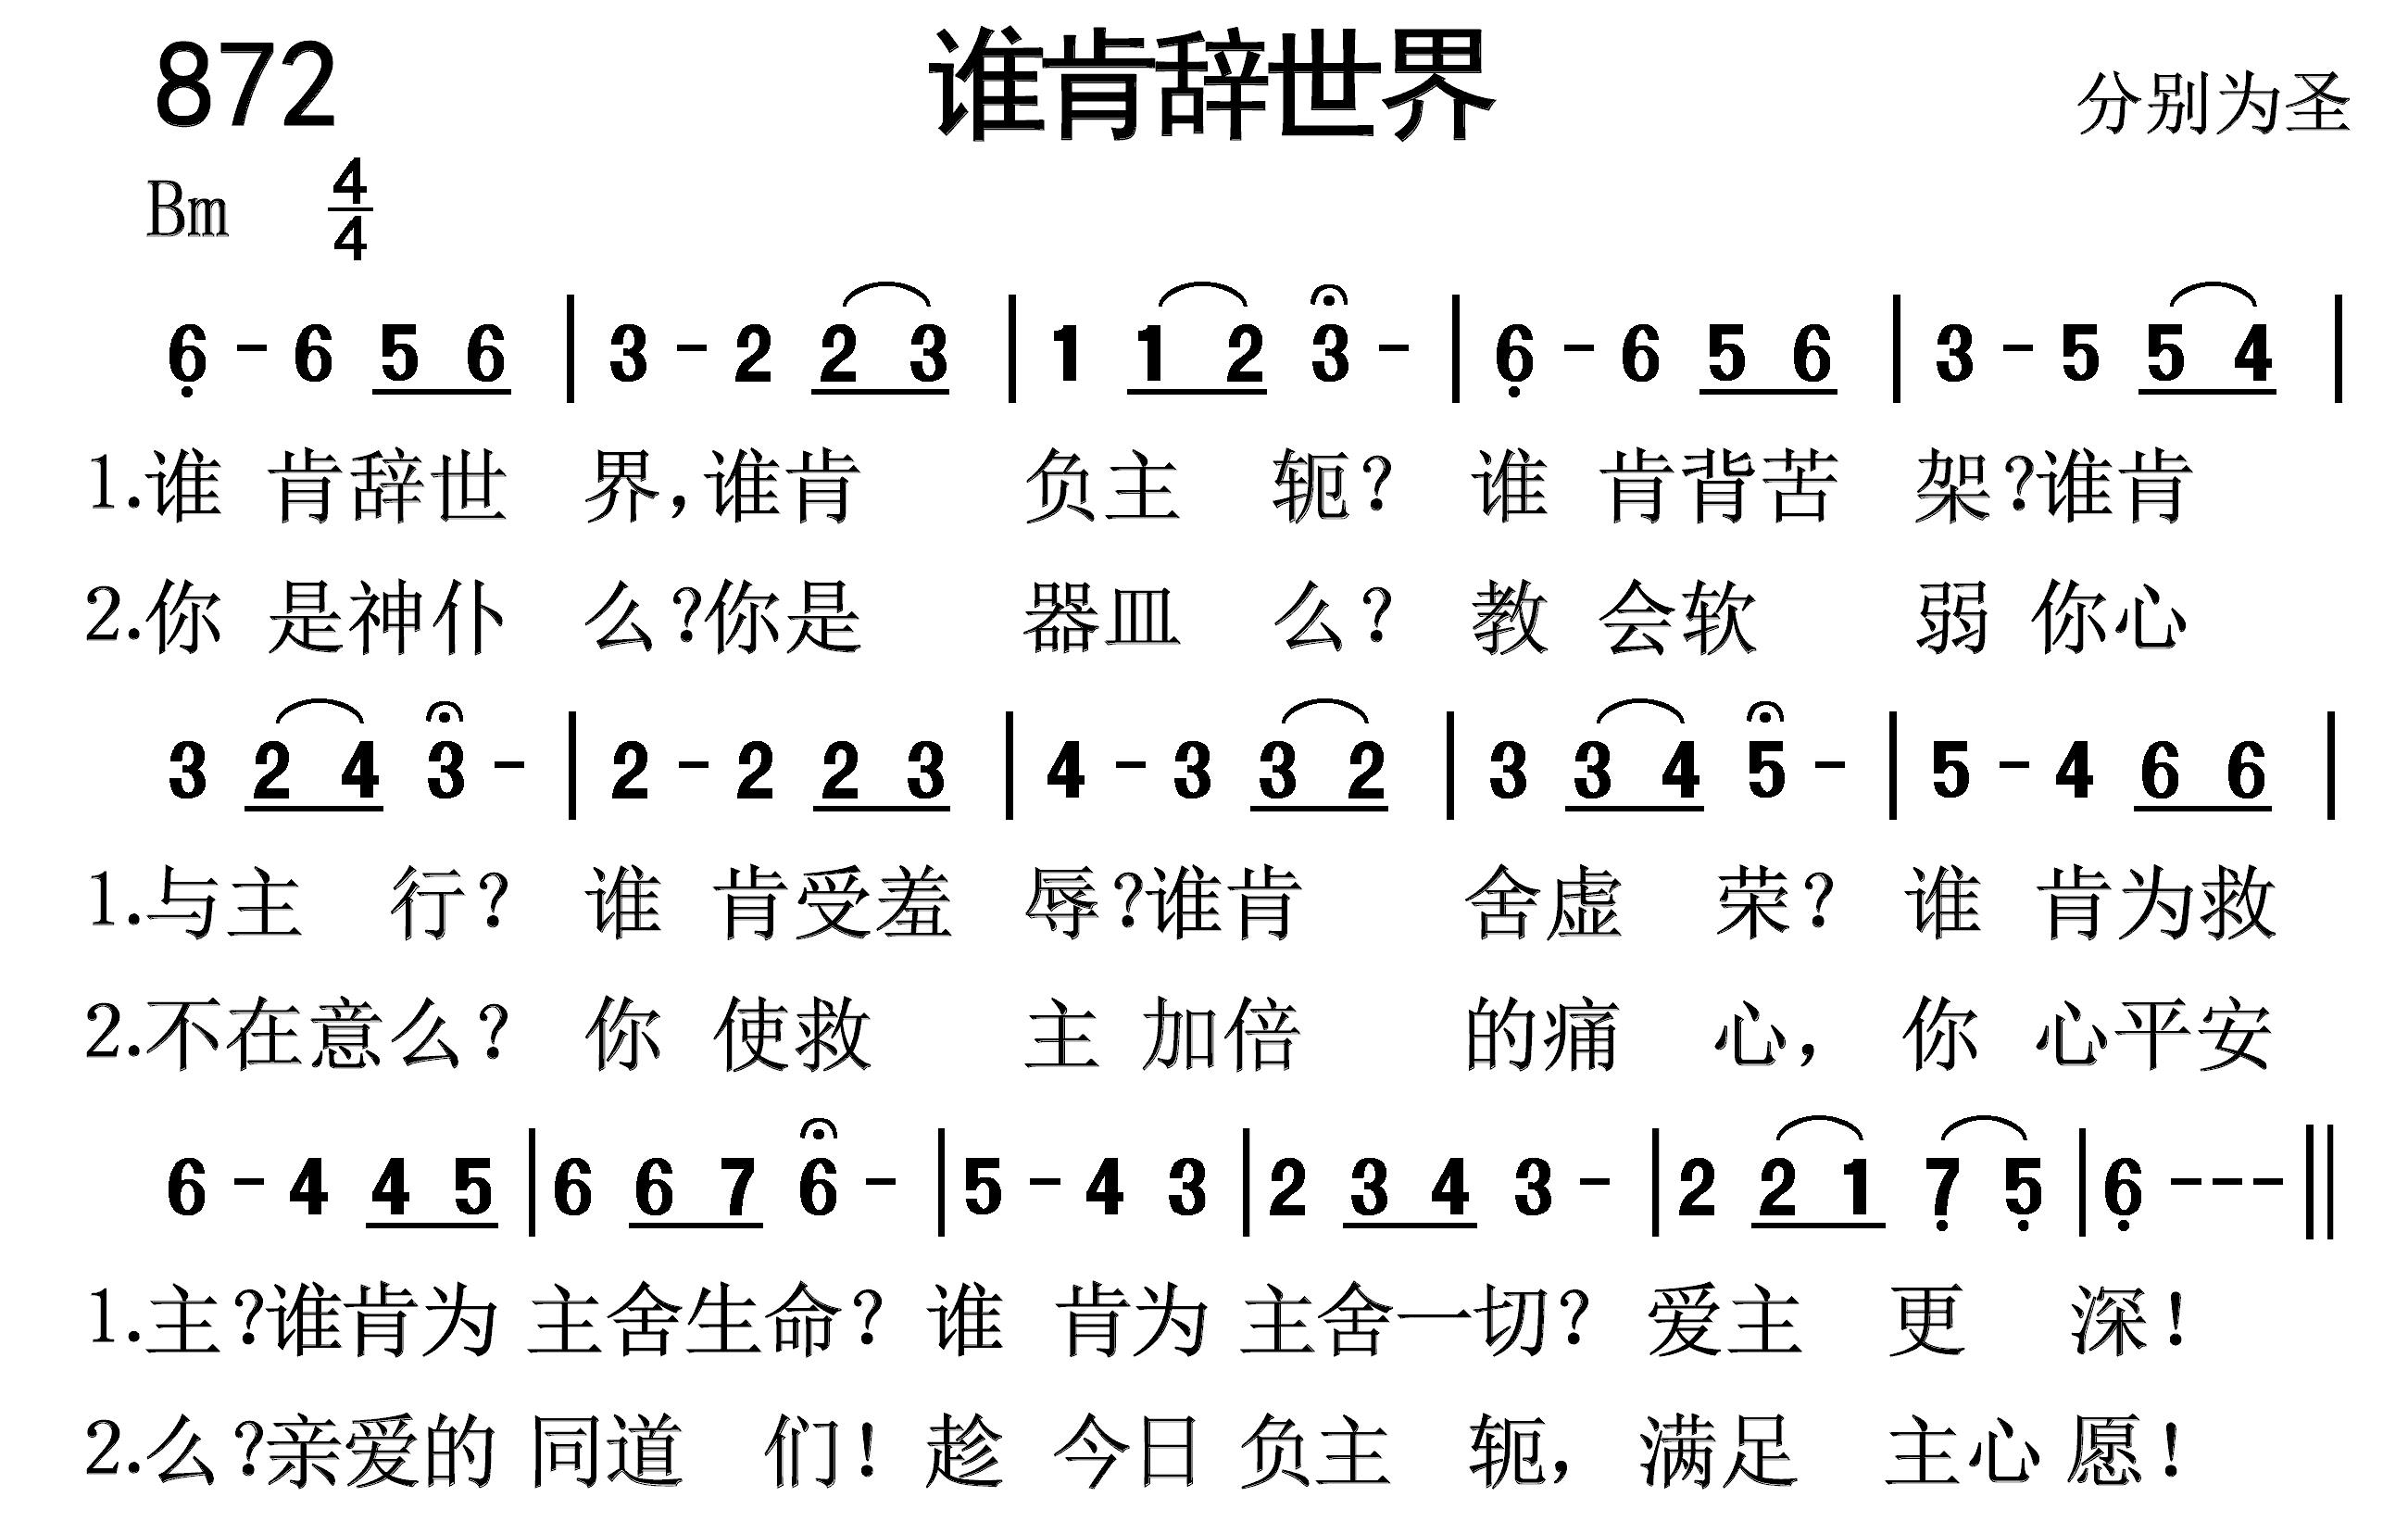 872 谁肯辞世界 分别为圣
Bm 4/4
6̣ - 6 5 6 | 3 - 2 2 3 | 1 1 2 3 - | 6̣ - 6 5 6 | 3 - 5 5 4 |
1.谁 肯辞世 界,谁肯 负主 轭? 谁 肯背苦 架?谁肯
2.你 是神仆 么?你是 器皿 么? 教 会软 弱 你心
3 2 4 3 - | 2 - 2 2 3 | 4 - 3 3 2 | 3 3 4 5 - | 5 - 4 6 6 |
1.与主 行? 谁 肯受羞 辱?谁肯 舍虚 荣? 谁 肯为救
2.不在意么? 你 使救 主 加倍 的痛 心, 你 心平安
6 - 4 4 5 | 6 6 7 6 - | 5 - 4 3 | 2 3 4 3 - | 2 2 1 7̣ 5̣ | 6̣ - - - ||
1.主?谁肯为 主舍生命? 谁 肯为 主舍一切? 爱主 更 深!
2.么?亲爱的 同道 们! 趁 今日 负主 轭, 满足 主心愿!